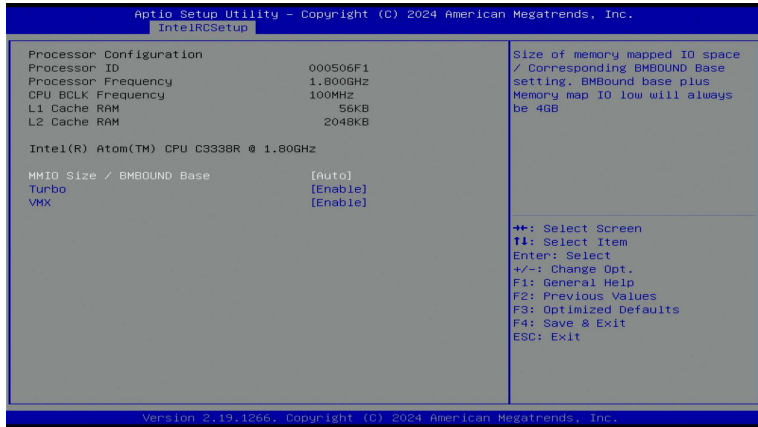 Aptio Setup Utility – Copyright (C) 2024 American Megatrends, Inc.
IntelRCSetup
Processor Configuration
Processor ID 000506F1
Processor Frequency 1.800GHz
CPU BCLK Frequency 100MHz
L1 Cache RAM 56KB
L2 Cache RAM 2048KB
Intel(R) Atom(TM) CPU C3338R @ 1.80GHz
MMIO Size / BMBOUND Base [Auto]
Turbo [Enable]
VMX [Enable]
Size of memory mapped IO space
/ Corresponding BMBOUND Base
setting. BMBound base plus
Memory map IO low will always
be 4GB
→←: Select Screen
↑↓: Select Item
Enter: Select
+/-: Change Opt.
F1: General Help
F2: Previous Values
F3: Optimized Defaults
F4: Save & Exit
ESC: Exit
Version 2.19.1266. Copyright (C) 2024 American Megatrends, Inc.